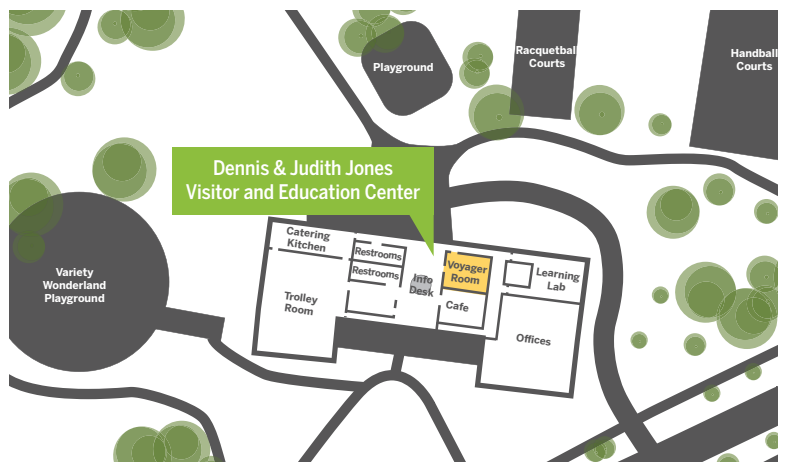 Playground
Racquetball
Courts
Handball
Courts
Dennis & Judith Jones
Visitor and Education Center
Catering
Kitchen
Restrooms
Restrooms
Info
Desk
Voyager
Room
Learning
Lab
Variety
Wonderland
Playground
Trolley
Room
Cafe
Offices